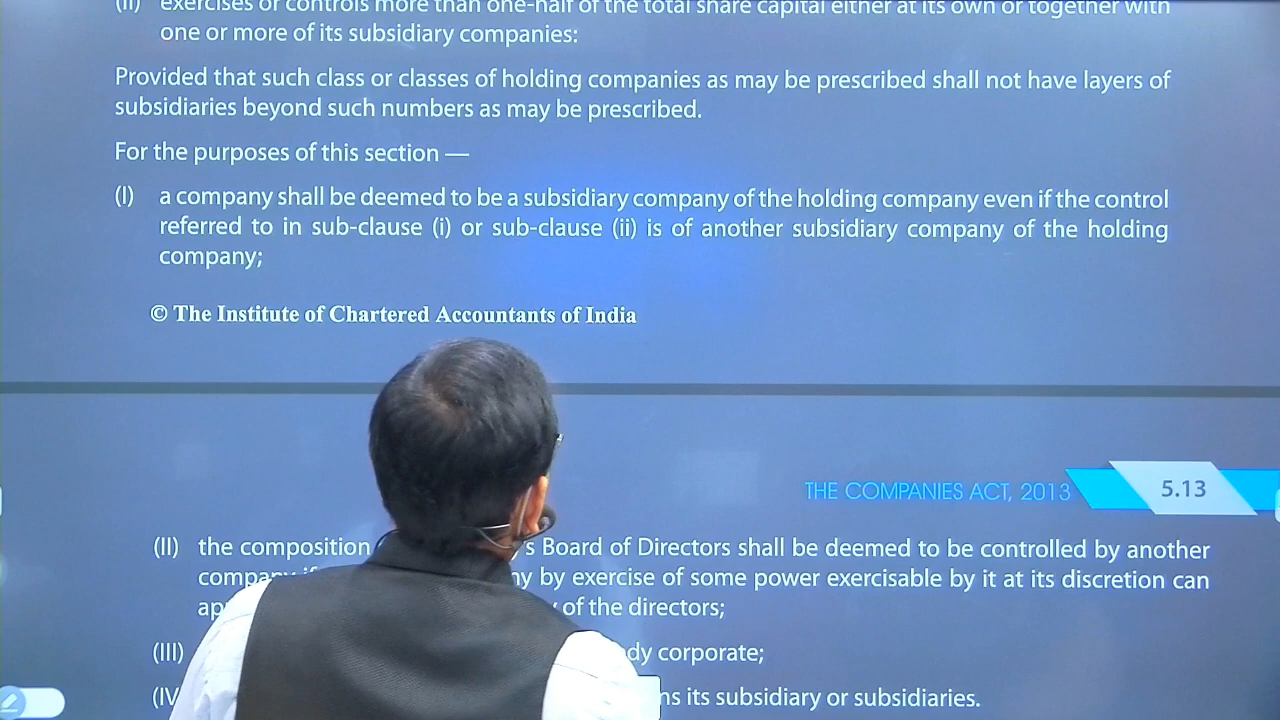 (ii) exercises or controls more than one-half of the total share capital either at its own or together with
one or more of its subsidiary companies:
Provided that such class or classes of holding companies as may be prescribed shall not have layers of
subsidiaries beyond such numbers as may be prescribed.
For the purposes of this section —
(I) a company shall be deemed to be a subsidiary company of the holding company even if the control
referred to in sub-clause (i) or sub-clause (ii) is of another subsidiary company of the holding
company;
© The Institute of Chartered Accountants of India
THE COMPANIES ACT, 2013 5.13
(II) the composition 's Board of Directors shall be deemed to be controlled by another
company by exercise of some power exercisable by it at its discretion can
of the directors;
(III) corporate;
its subsidiary or subsidiaries.